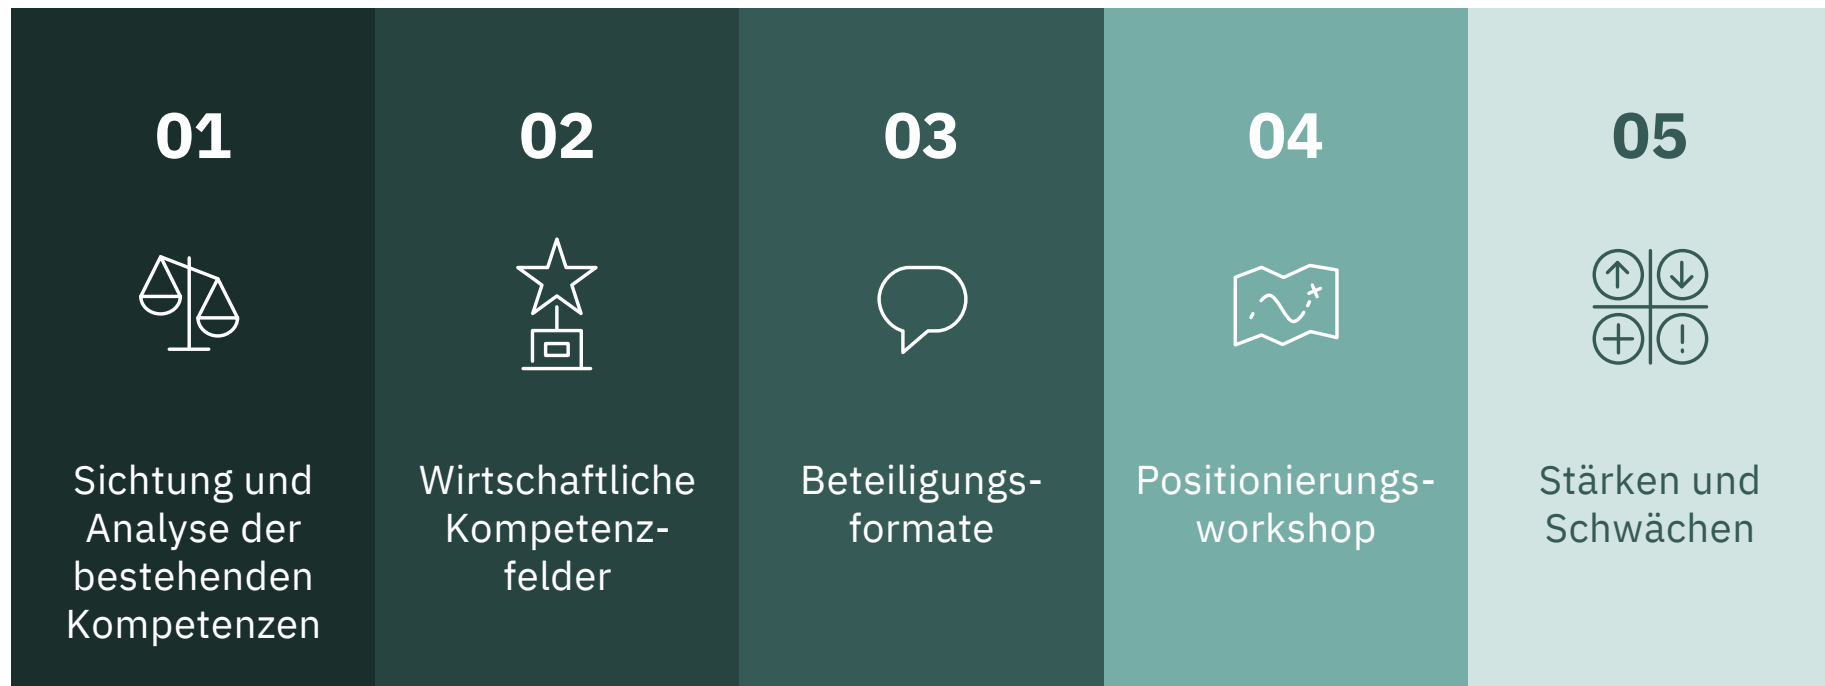 01
Sichtung und
Analyse der
bestehenden
Kompetenzen
02
Wirtschaftliche
Kompetenz-
felder
03
Beteiligungs-
formate
04
Positionierungs-
workshop
05
Stärken und
Schwächen